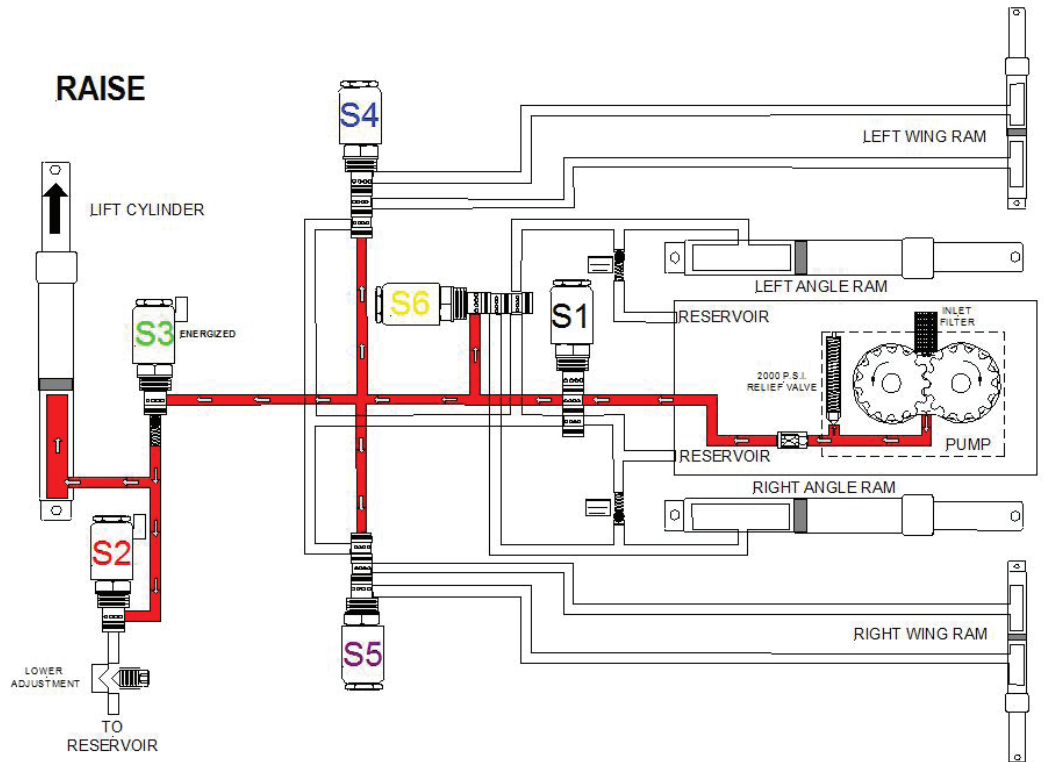 RAISE
S4
LEFT WING RAM
LIFT CYLINDER
LEFT ANGLE RAM
S6
S1
S3
ENERGIZED
RESERVOIR
INLET
FILTER
2000 P.S.I.
RELIEF VALVE
PUMP
RESERVOIR
RIGHT ANGLE RAM
S2
S5
RIGHT WING RAM
LOWER
ADJUSTMENT
TO
RESERVOIR